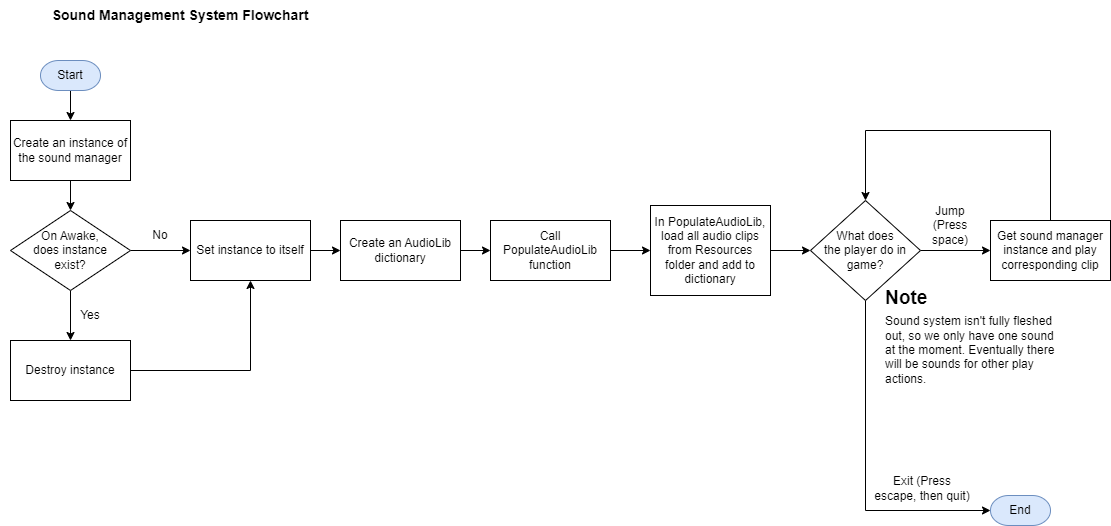 Sound Management System Flowchart
Start
Create an instance of
the sound manager
On Awake,
does instance
exist?
No
Yes
Destroy instance
Set instance to itself
Create an AudioLib
dictionary
Call
PopulateAudioLib
function
In PopulateAudioLib,
load all audio clips
from Resources
folder and add to
dictionary
What does
the player do in
game?
Jump
(Press
space)
Get sound manager
instance and play
corresponding clip
Note
Sound system isn't fully fleshed
out, so we only have one sound
at the moment. Eventually there
will be sounds for other play
actions.
Exit (Press
escape, then quit)
End